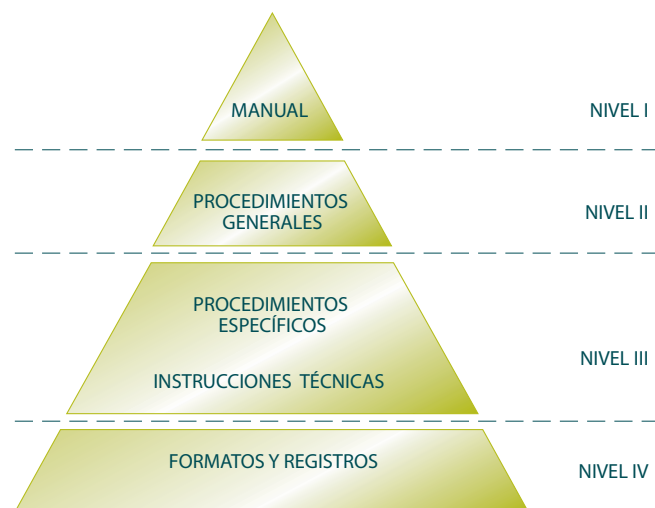 MANUAL
NIVEL I
PROCEDIMIENTOS
GENERALES
NIVEL II
PROCEDIMIENTOS
ESPECÍFICOS
INSTRUCCIONES TÉCNICAS
NIVEL III
FORMATOS Y REGISTROS
NIVEL IV